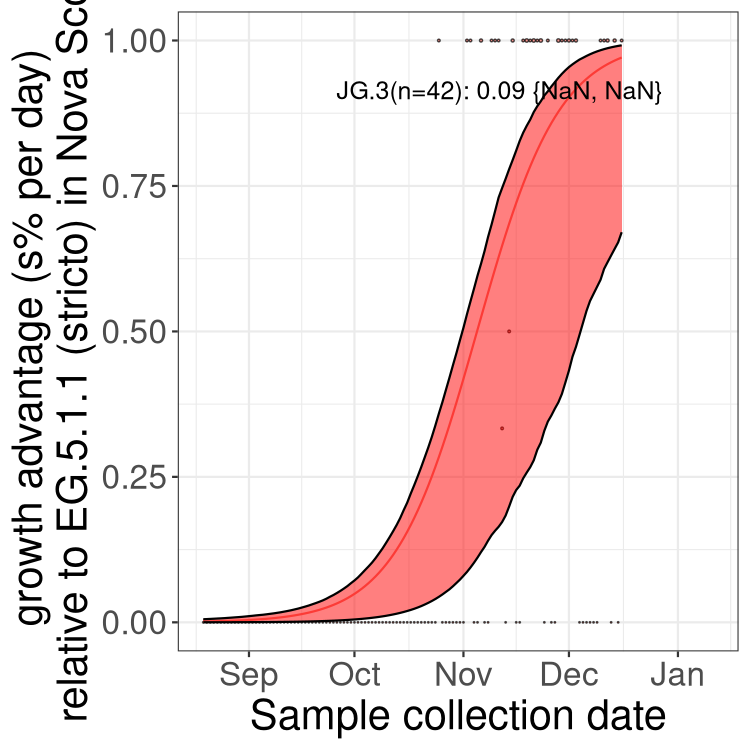 growth advantage (s% per day)
relative to EG.5.1.1 (stricto) in Nova Sco
1.00
0.75
0.50
0.25
0.00
JG.3(n=42): 0.09 {NaN, NaN}
Sep Oct Nov Dec Jan
Sample collection date